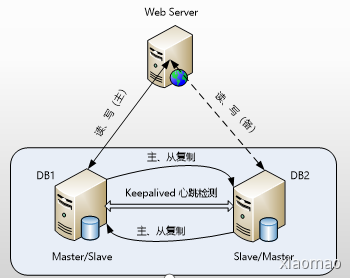 Web Server
读、写 (主)
读、写 (备)
主、从复制
DB1
DB2
Keepalived 心跳检测
主、从复制
Master/Slave
Slave/Master
xiaomao